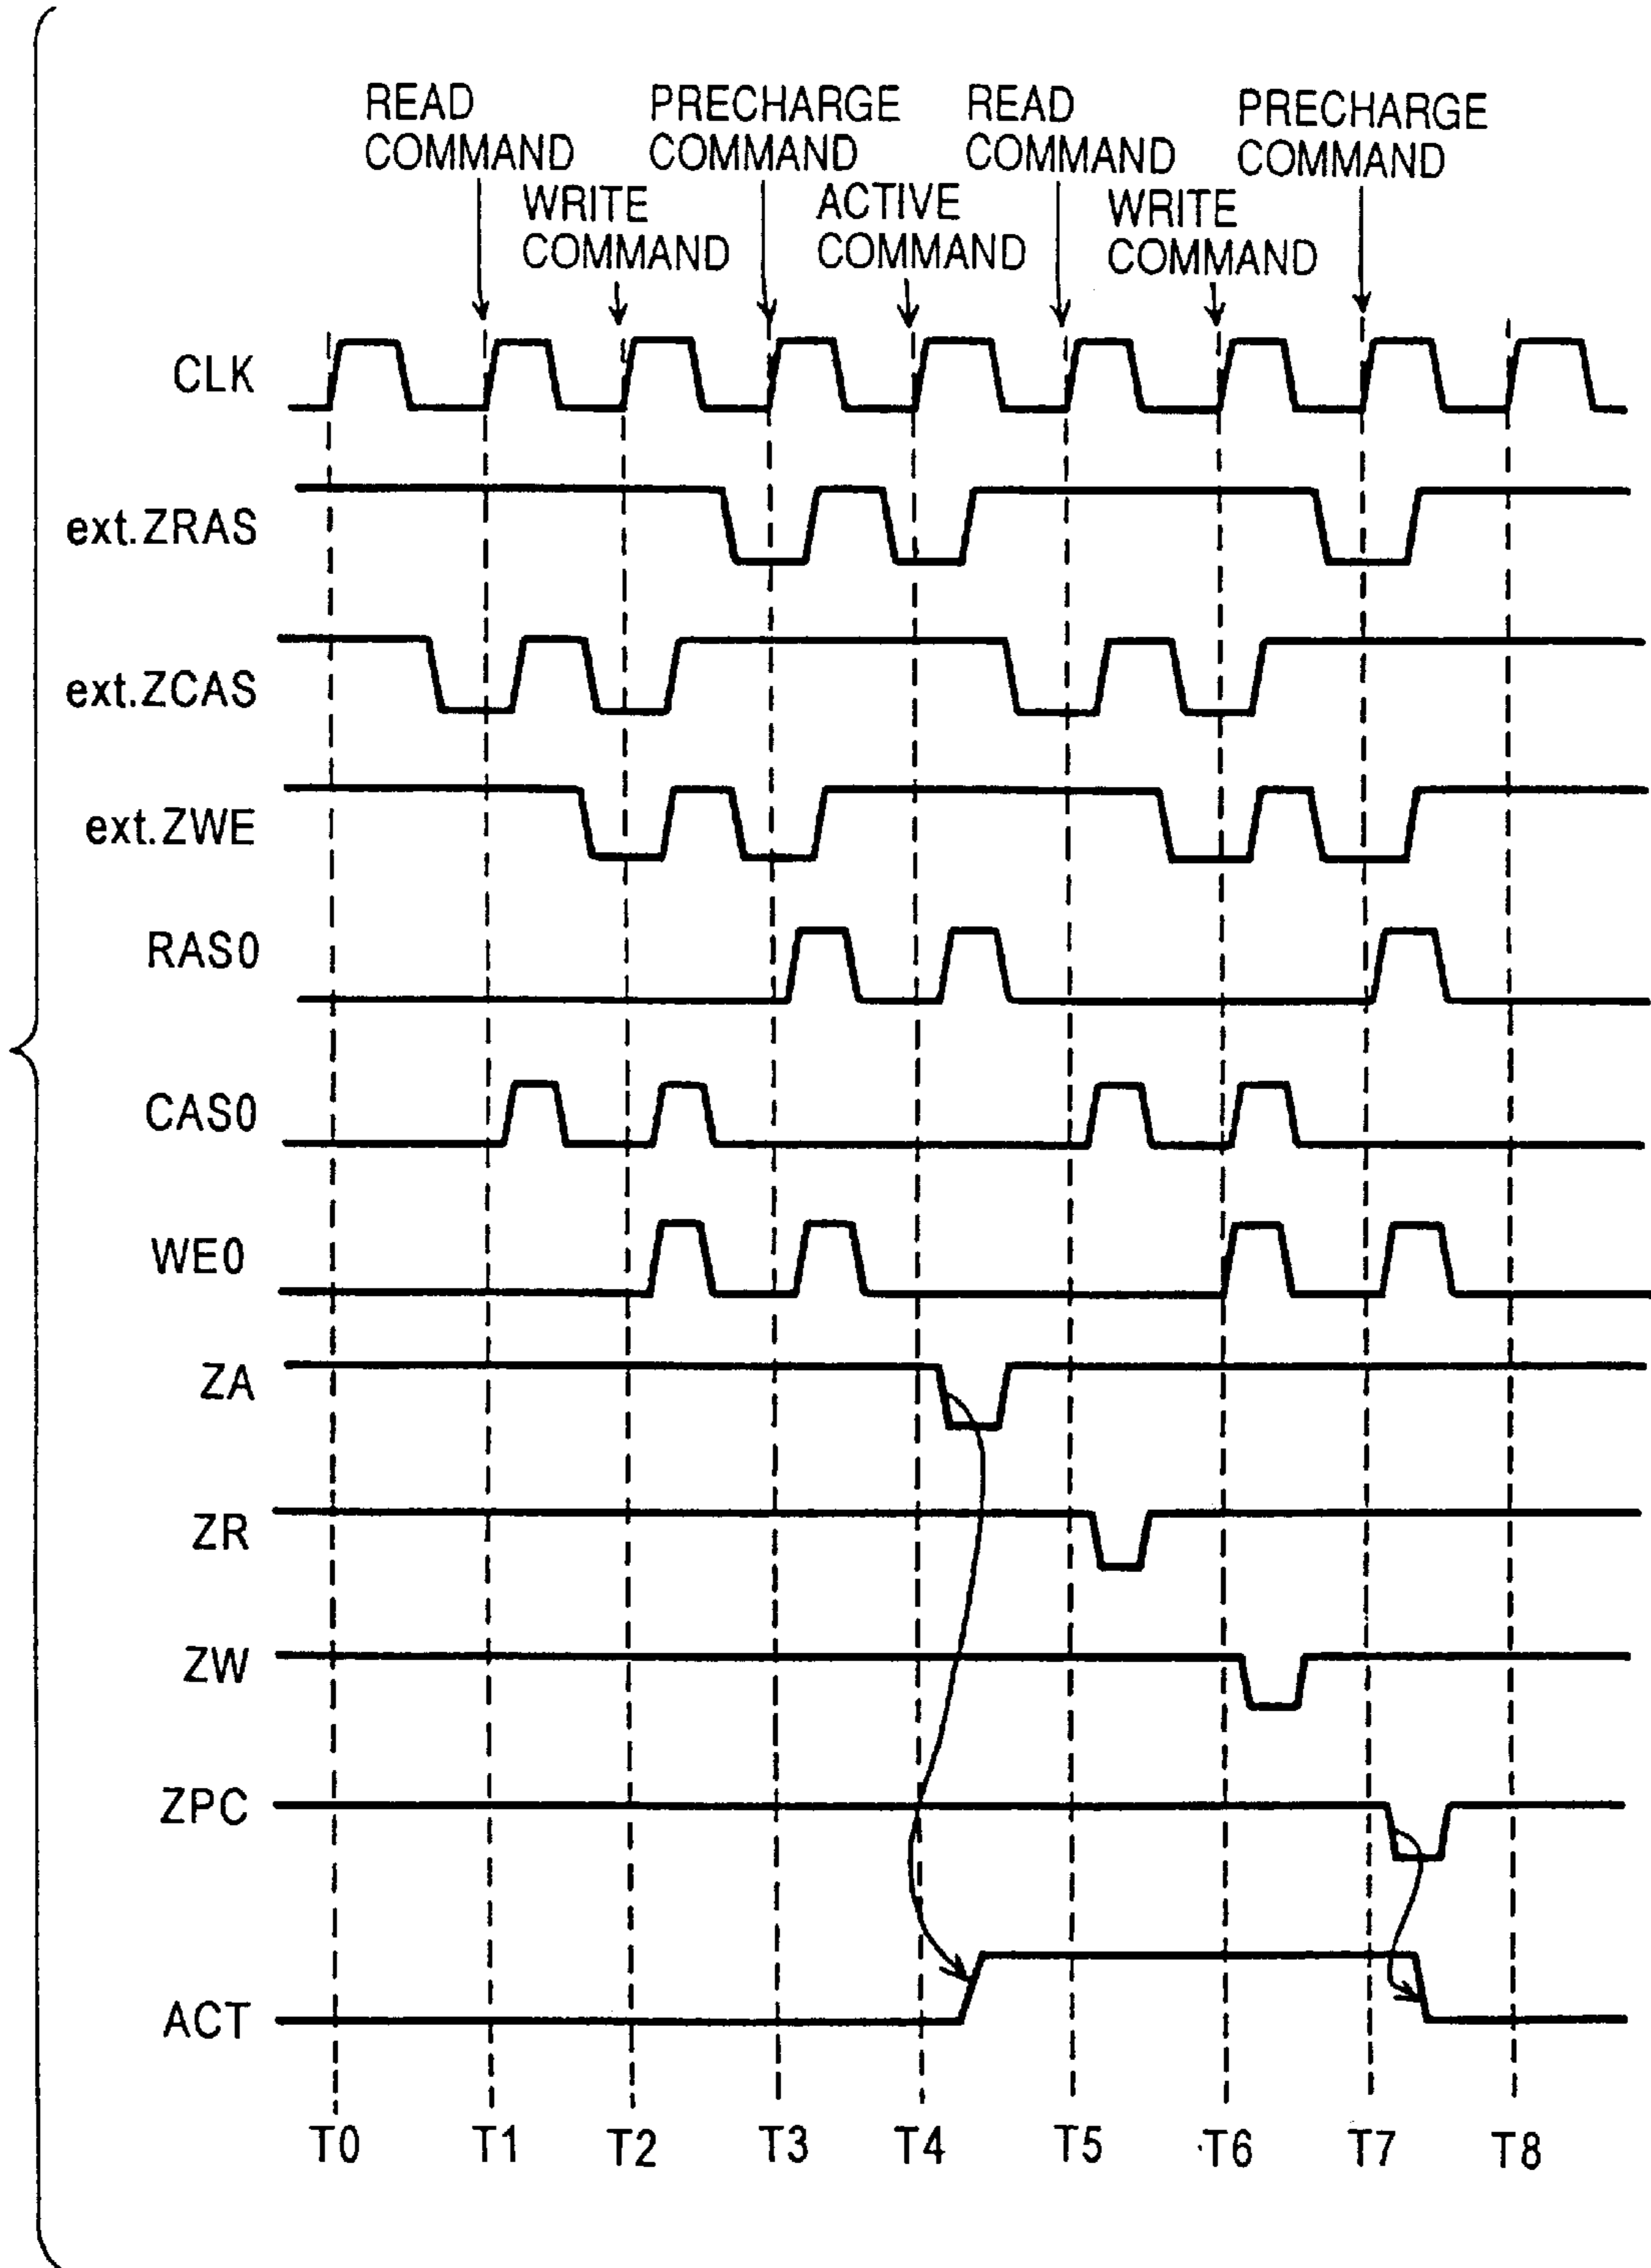 READ
COMMAND
WRITE
COMMAND
PRECHARGE
COMMAND
ACTIVE
COMMAND
READ
COMMAND
WRITE
COMMAND
PRECHARGE
COMMAND
CLK
ext.ZRAS
ext.ZCAS
ext.ZWE
RAS0
CAS0
WE0
ZA
ZR
ZW
ZPC
ACT
T0 T1 T2 T3 T4 T5 T6 T7 T8